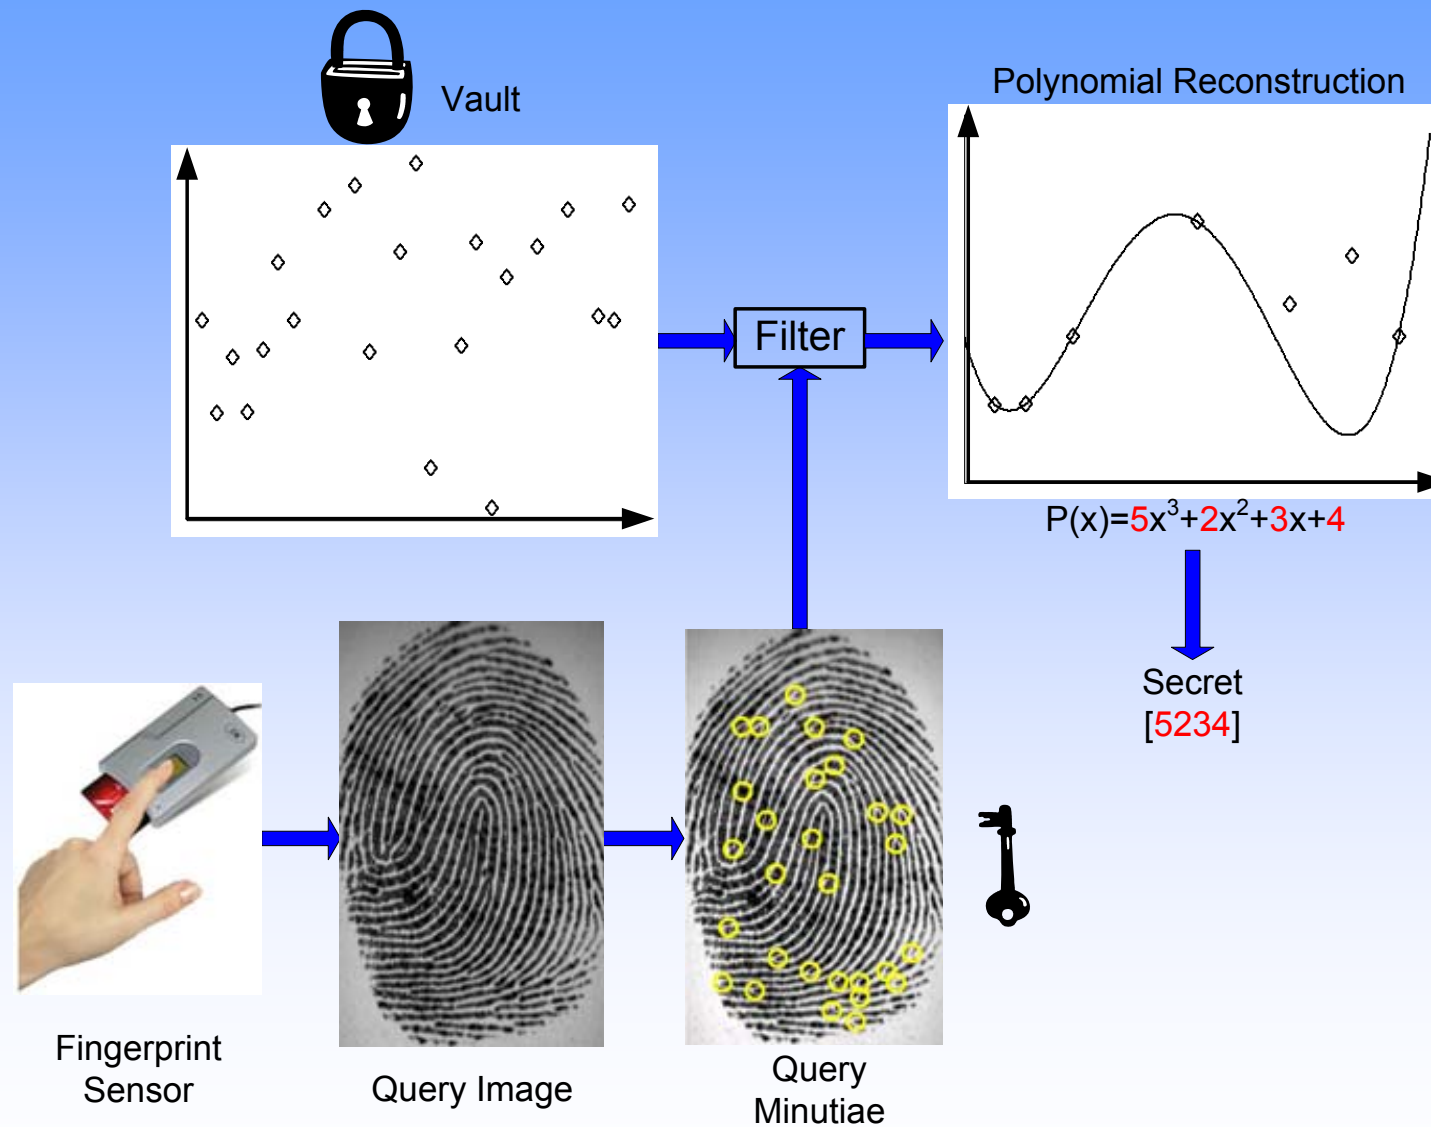 Vault
Polynomial Reconstruction
Filter
P(x)=5x³+2x²+3x+4
Secret
[5234]
Fingerprint
Sensor
Query Image
Query
Minutiae